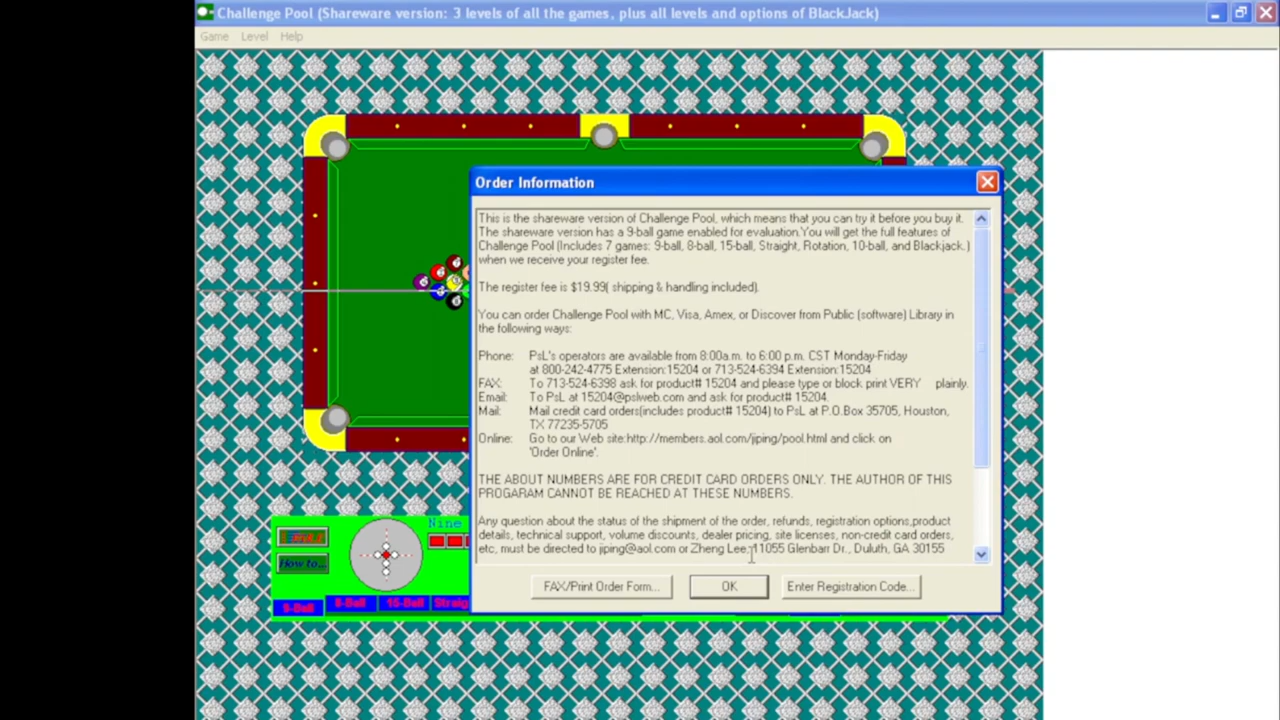 Challenge Pool (Shareware version: 3 levels of all the games, plus all levels and options of BlackJack)
Game Level Help
Order Information
This is the shareware version of Challenge Pool, which means that you can try it before you buy it.
The shareware version has a 9-ball game enabled for evaluation.You will get the full features of
Challenge Pool (Includes 7 games: 9-ball, 8-ball, 15-ball, Straight, Rotation, 10-ball, and Blackjack.)
when we receive your register fee.
The register fee is $19.99( shipping & handling included).
You can order Challenge Pool with MC, Visa, Amex, or Discover from Public (software) Library in
the following ways:
Phone: PsL's operators are available from 8:00a.m. to 6:00 p.m. CST Monday-Friday
at 800-242-4775 Extension:15204 or 713-524-6394 Extension:15204
FAX: To 713-524-6398 ask for product# 15204 and please type or block print VERY plainly.
Email: To PsL at 15204@pslweb.com and ask for product# 15204.
Mail: Mail credit card orders(includes product# 15204) to PsL at P.O.Box 35705, Houston,
TX 77235-5705
Online: Go to our Web site:http://members.aol.com/jiping/pool.html and click on
'Order Online'.
THE ABOUT NUMBERS ARE FOR CREDIT CARD ORDERS ONLY. THE AUTHOR OF THIS
PROGARAM CANNOT BE REACHED AT THESE NUMBERS.
Any question about the status of the shipment of the order, refunds, registration options,product
details, technical support, volume discounts, dealer pricing, site licenses, non-credit card orders,
etc, must be directed to jiping@aol.com or Zheng Lee, 11055 Glenbarr Dr., Duluth, GA 30155
FAX/Print Order Form... OK Enter Registration Code...
Nine
How to...
9-Ball 8-Ball 15-Ball Straig